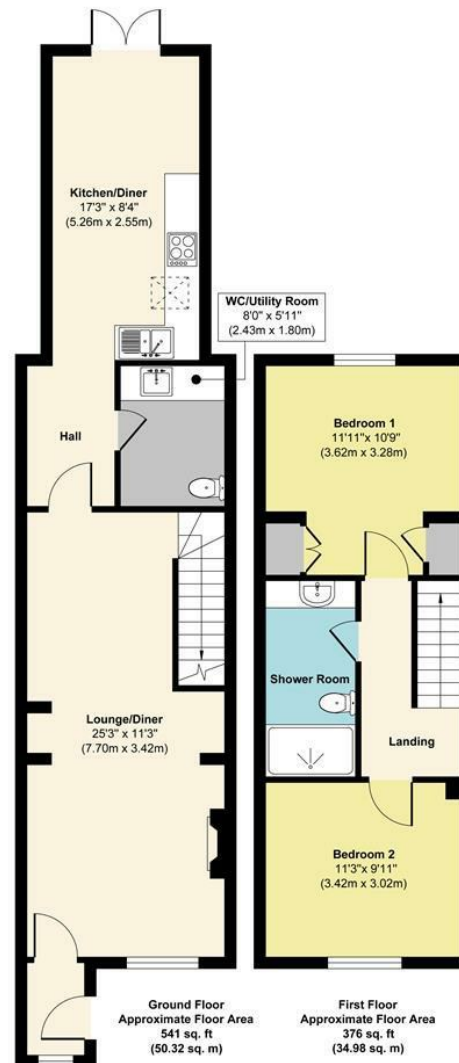 Kitchen/Diner
17'3" x 8'4"
(5.26m x 2.55m)
WC/Utility Room
8'0" x 5'11"
(2.43m x 1.80m)
Hall
Bedroom 1
11'11"x 10'9"
(3.62m x 3.28m)
Shower Room
Lounge/Diner
25'3" x 11'3"
(7.70m x 3.42m)
Landing
Bedroom 2
11'3"x 9'11"
(3.42m x 3.02m)
Ground Floor
Approximate Floor Area
541 sq. ft
(50.32 sq. m)
First Floor
Approximate Floor Area
376 sq. ft
(34.98 sq. m)